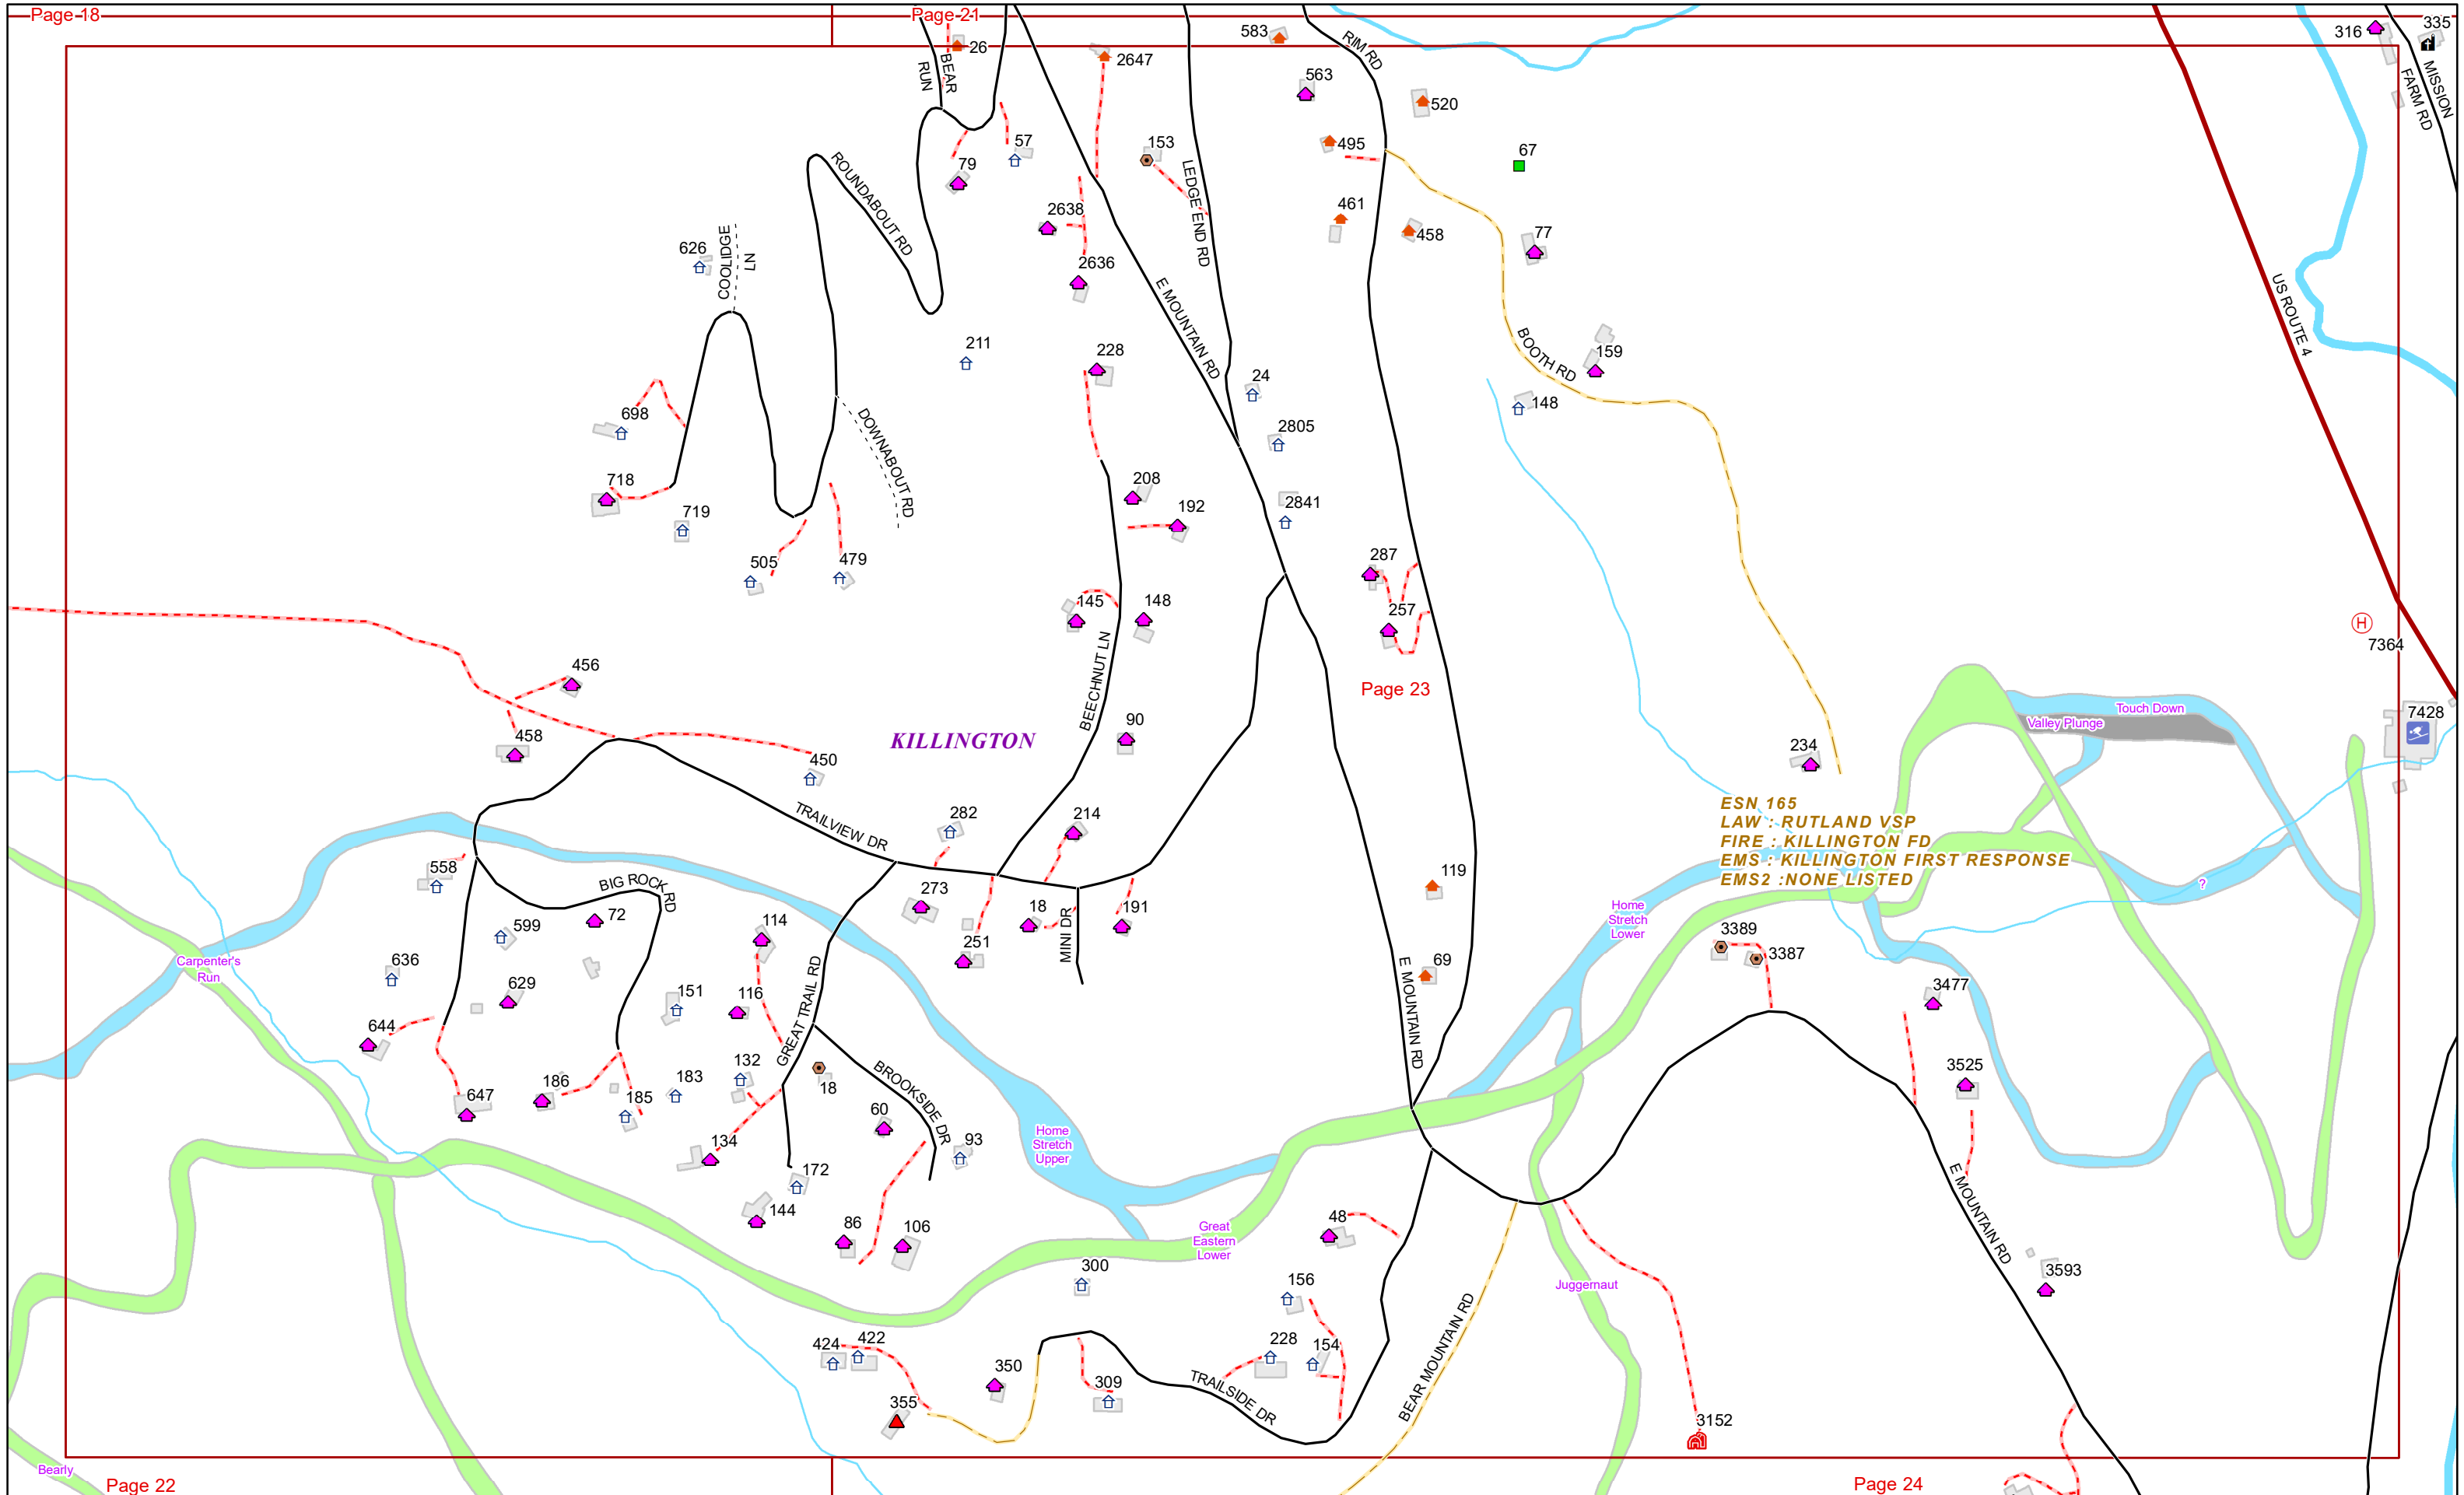 Page 18
Page 21
316
335
583
26
2647
RIM RD
BEAR
RUN
MISSION
FARM RD
563
520
495
153
57
79
67
ROUNDABOUT RD
LEDGE END RD
2638
461
458
77
626
COOLIDGE
LN
2636
E MOUNTAIN RD
US ROUTE 4
211
228
BOOTH RD
159
24
148
698
2805
DOWNABOUT RD
718
208
719
192
2841
505
479
287
145
148
257
7364
456
BEECHNUT LN
Page 23
458
KILLINGTON
90
Valley Plunge
Touch Down
7428
450
234
TRAILVIEW DR
282
214
ESN 165
LAW : RUTLAND VSP
FIRE : KILLINGTON FD
EMS : KILLINGTON FIRST RESPONSE
EMS2 :NONE LISTED
558
BIG ROCK RD
119
?
72
273
18
191
Home
Stretch
Lower
599
114
MINI DR
251
3389
3387
Carpenter's
Run
636
69
629
151
116
GREAT TRAIL RD
E MOUNTAIN RD
3477
644
132
18
BROOKSIDE DR
3525
647
186
185
183
60
134
93
Home
Stretch
Upper
172
144
86
106
48
E MOUNTAIN RD
Great
Eastern
Lower
300
156
Juggernaut
3593
424
422
228
154
BEAR MOUNTAIN RD
350
309
TRAILSIDE DR
355
3152
Bearly
Page 22
Page 24